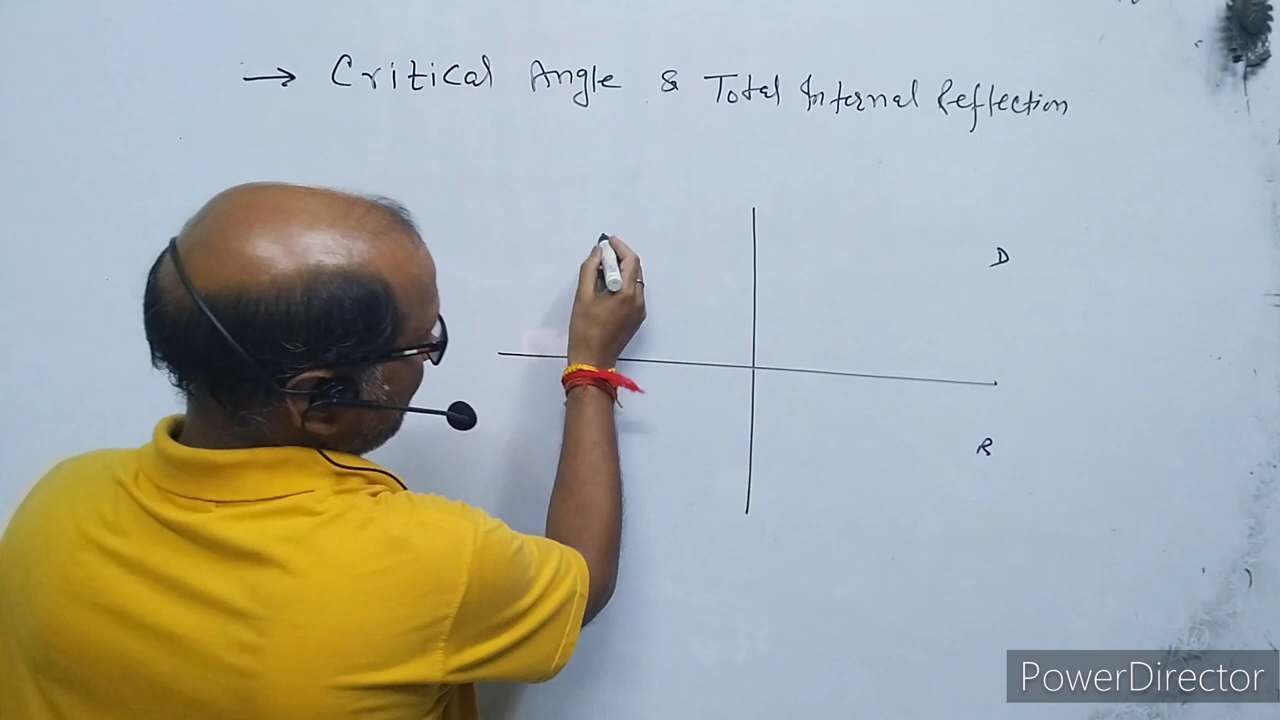 → Critical Angle & Total Internal Reflection
D
R
PowerDirector